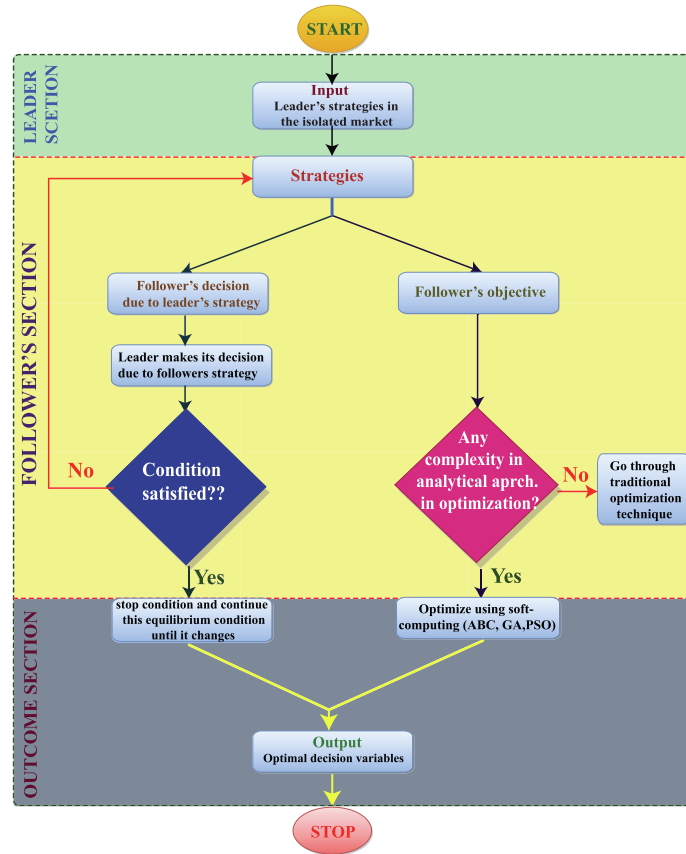 START
LEADER
SCETION
Input
Leader's strategies in
the isolated market
Strategies
FOLLOWER'S SECTION
Follower's decision
due to leader's strategy
Follower's objective
Leader makes its decision
due to followers strategy
No
Condition
satisfied??
Any
complexity in
analytical aprch.
in optimization?
No
Go through
traditional
optimization
technique
Yes
Yes
OUTCOME SECTION
stop condition and continue
this equilibrium condition
until it changes
Optimize using soft-
computing (ABC, GA,PSO)
Output
Optimal decision variables
STOP